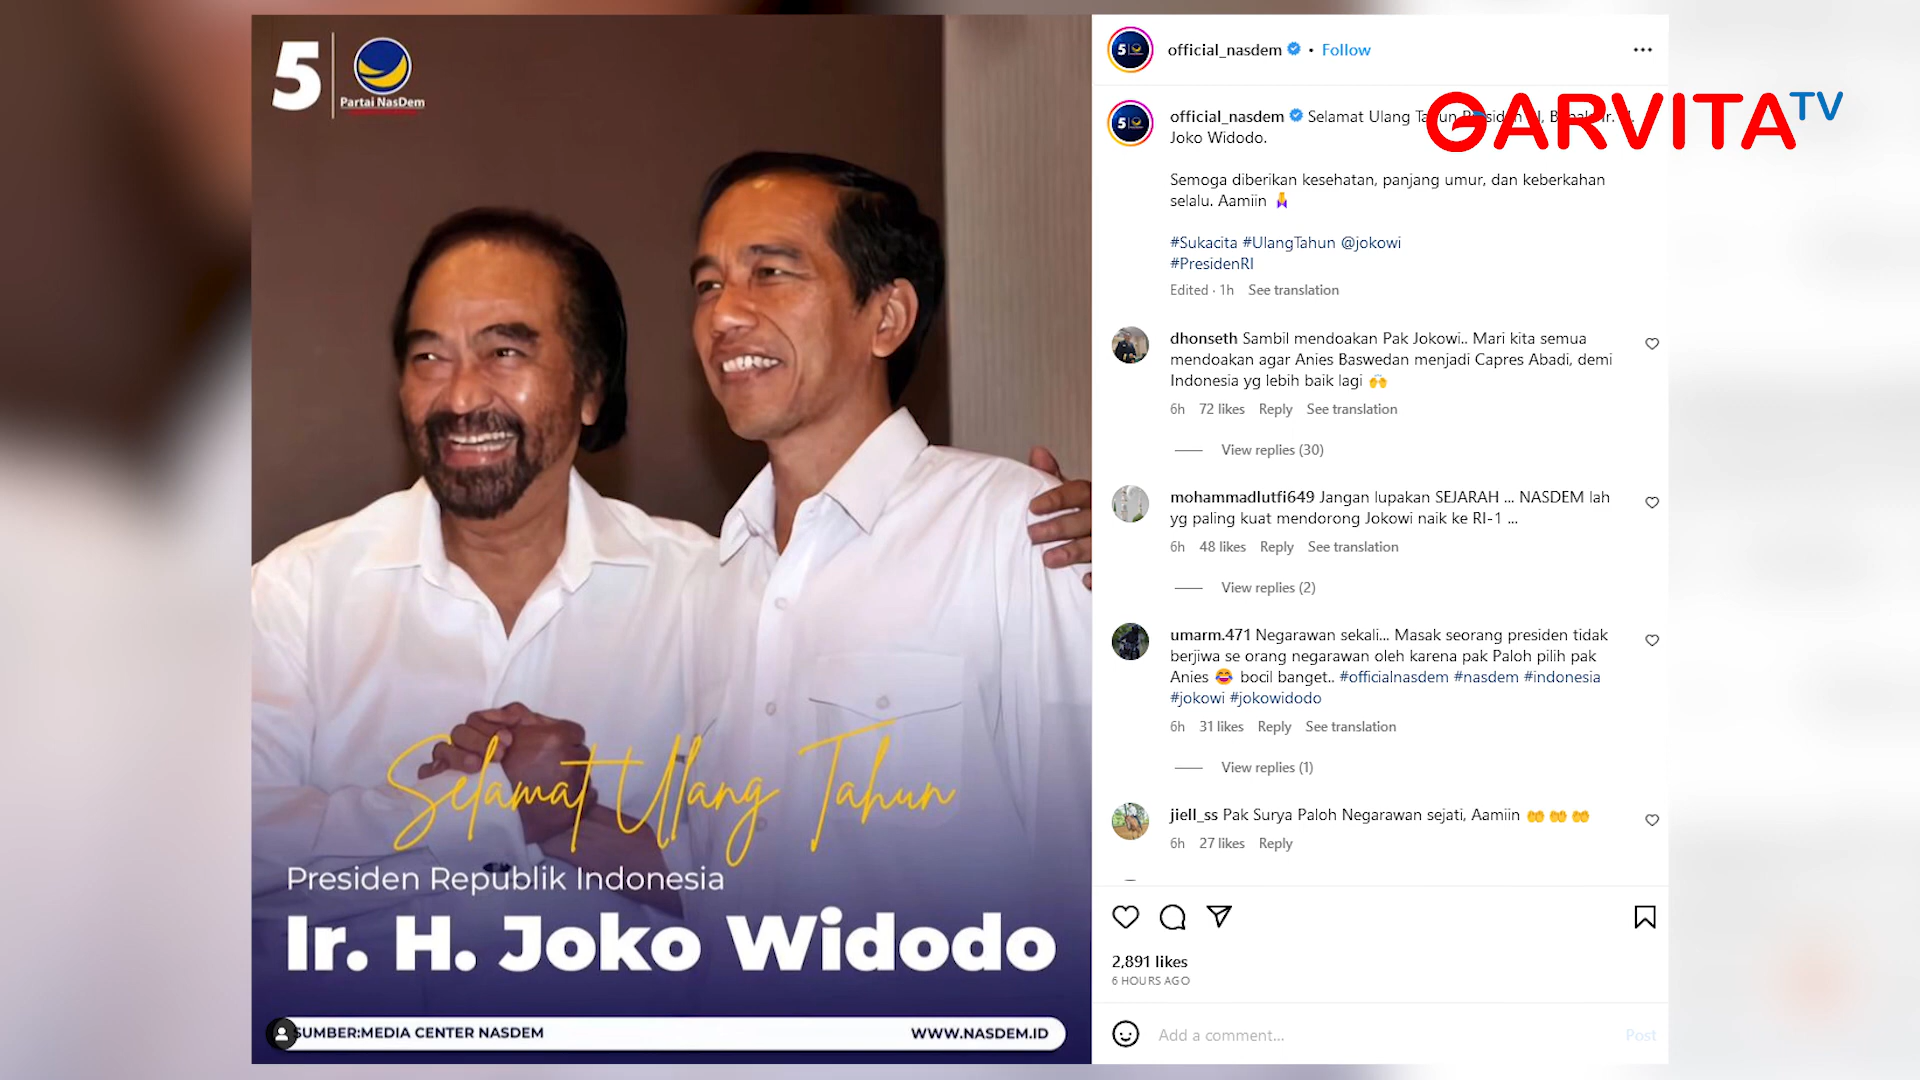 5
Partai NasDem
Selamat Ulang Tahun
Presiden Republik Indonesia
Ir. H. Joko Widodo
SUMBER:MEDIA CENTER NASDEM
WWW.NASDEM.ID
official_nasdem • Follow
GARVITA TV
official_nasdem Selamat Ulang
Joko Widodo.
Semoga diberikan kesehatan, panjang umur, dan keberkahan
selalu. Aamiin
#Sukacita #UlangTahun @jokowi
#PresidenRI
Edited · 1h See translation
dhonseth Sambil mendoakan Pak Jokowi.. Mari kita semua
mendoakan agar Anies Baswedan menjadi Capres Abadi, demi
Indonesia yg lebih baik lagi
6h 72 likes Reply See translation
View replies (30)
mohammadlutfi649 Jangan lupakan SEJARAH ... NASDEM lah
yg paling kuat mendorong Jokowi naik ke RI-1 ...
6h 48 likes Reply See translation
View replies (2)
umarm.471 Negarawan sekali... Masak seorang presiden tidak
berjiwa se orang negarawan oleh karena pak Paloh pilih pak
Anies 😂 bocil banget.. #officialnasdem #nasdem #indonesia
#jokowi #jokowidodo
6h 31 likes Reply See translation
View replies (1)
jiell_ss Pak Surya Paloh Negarawan sejati, Aamiin
6h 27 likes Reply
2,891 likes
6 HOURS AGO
Add a comment...
Post